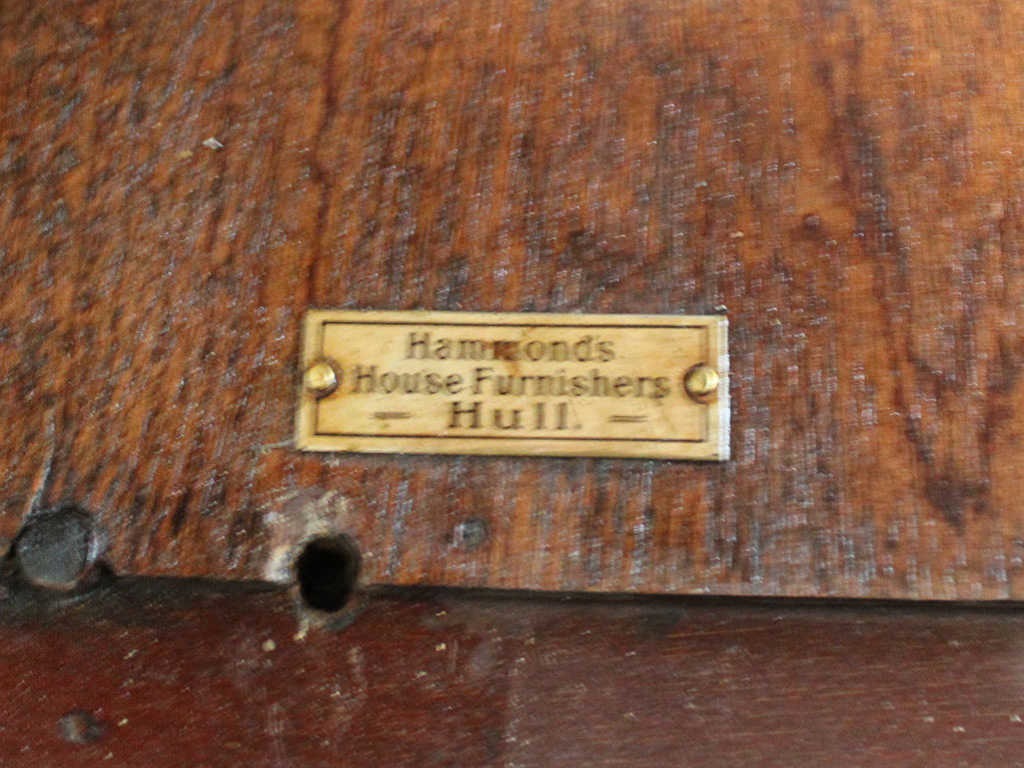 Hammonds
House Furnishers
— Hull. —